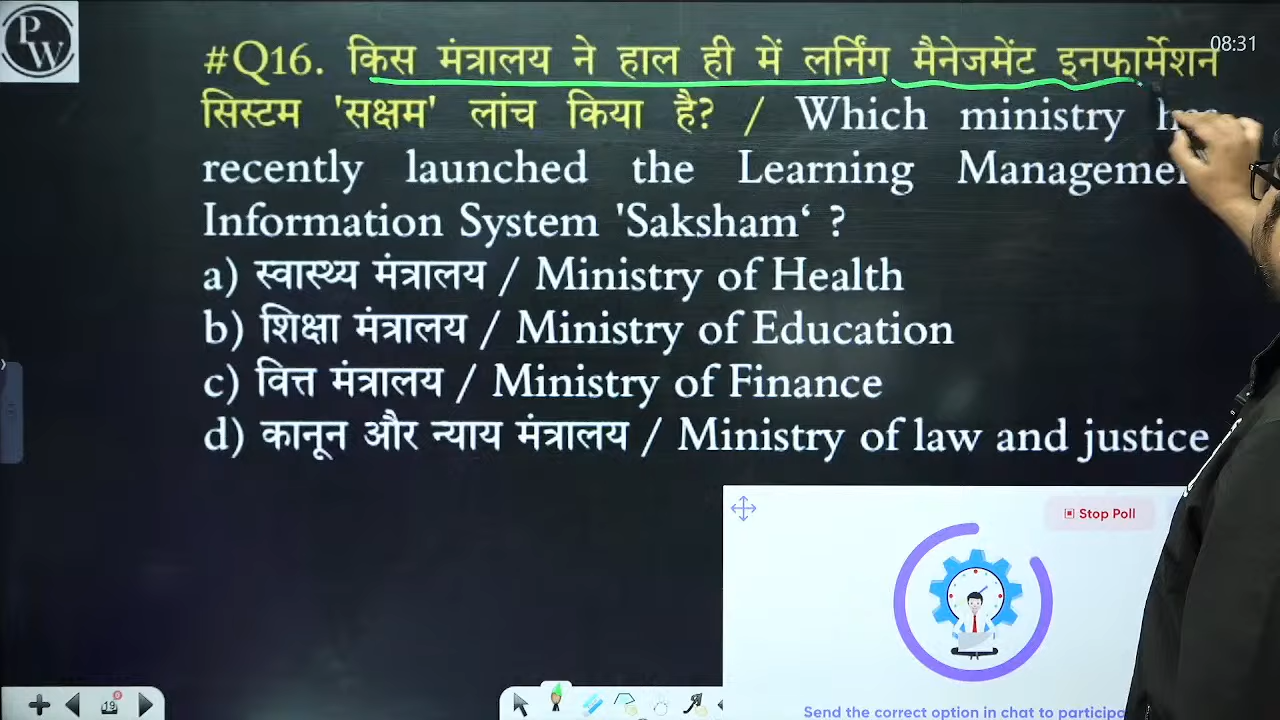 PW
08:31
#Q16. किस मंत्रालय ने हाल ही में लर्निंग मैनेजमेंट इनफार्मेशन
सिस्टम 'सक्षम' लांच किया है? / Which ministry
recently launched the Learning
Information System 'Saksham‘ ?
a) स्वास्थ्य मंत्रालय / Ministry of Health
b) शिक्षा मंत्रालय / Ministry of Education
c) वित्त मंत्रालय / Ministry of Finance
d) कानून और न्याय मंत्रालय / Ministry of law and justice
Stop Poll
Send the correct option in chat to
19